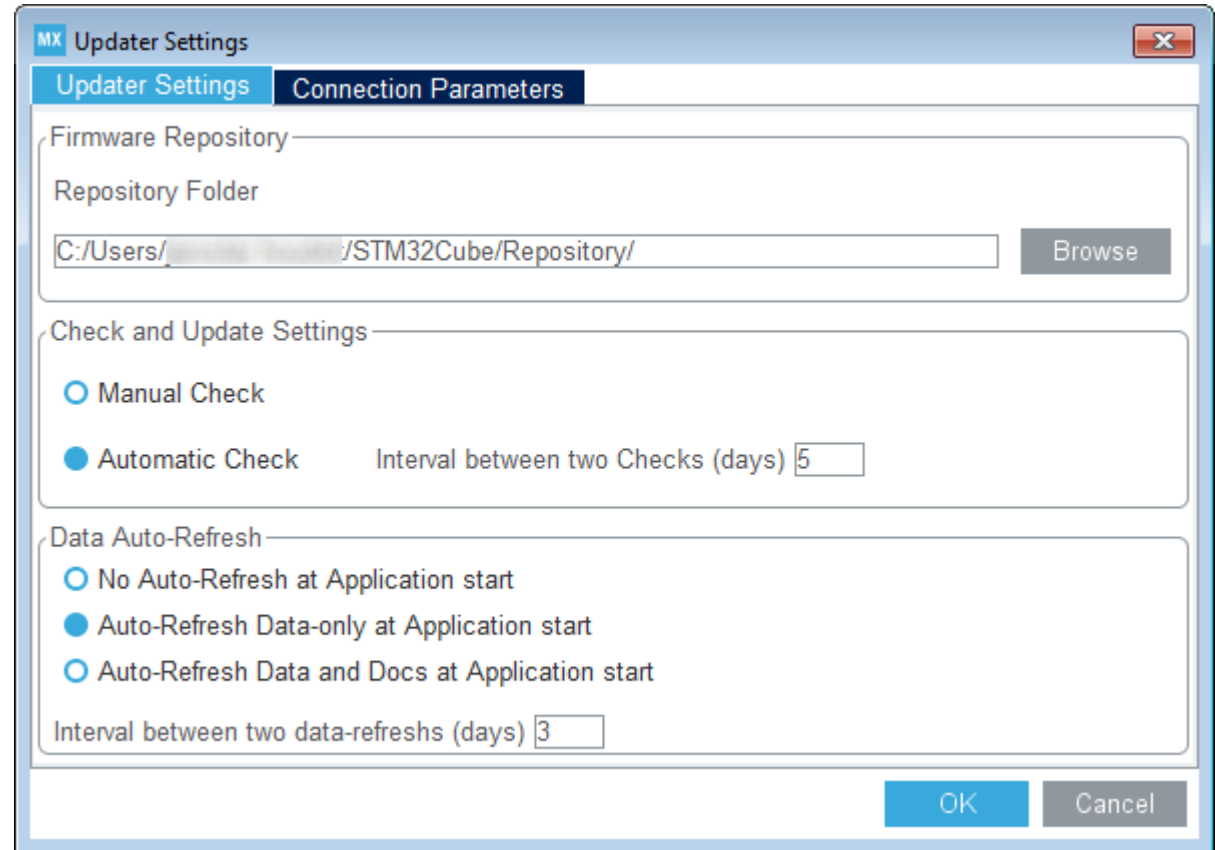 MX Updater Settings
Updater Settings Connection Parameters
Firmware Repository
Repository Folder
C:/Users/ /STM32Cube/Repository/ Browse
Check and Update Settings
Manual Check
Automatic Check Interval between two Checks (days) 5
Data Auto-Refresh
No Auto-Refresh at Application start
Auto-Refresh Data-only at Application start
Auto-Refresh Data and Docs at Application start
Interval between two data-refreshs (days) 3
OK Cancel